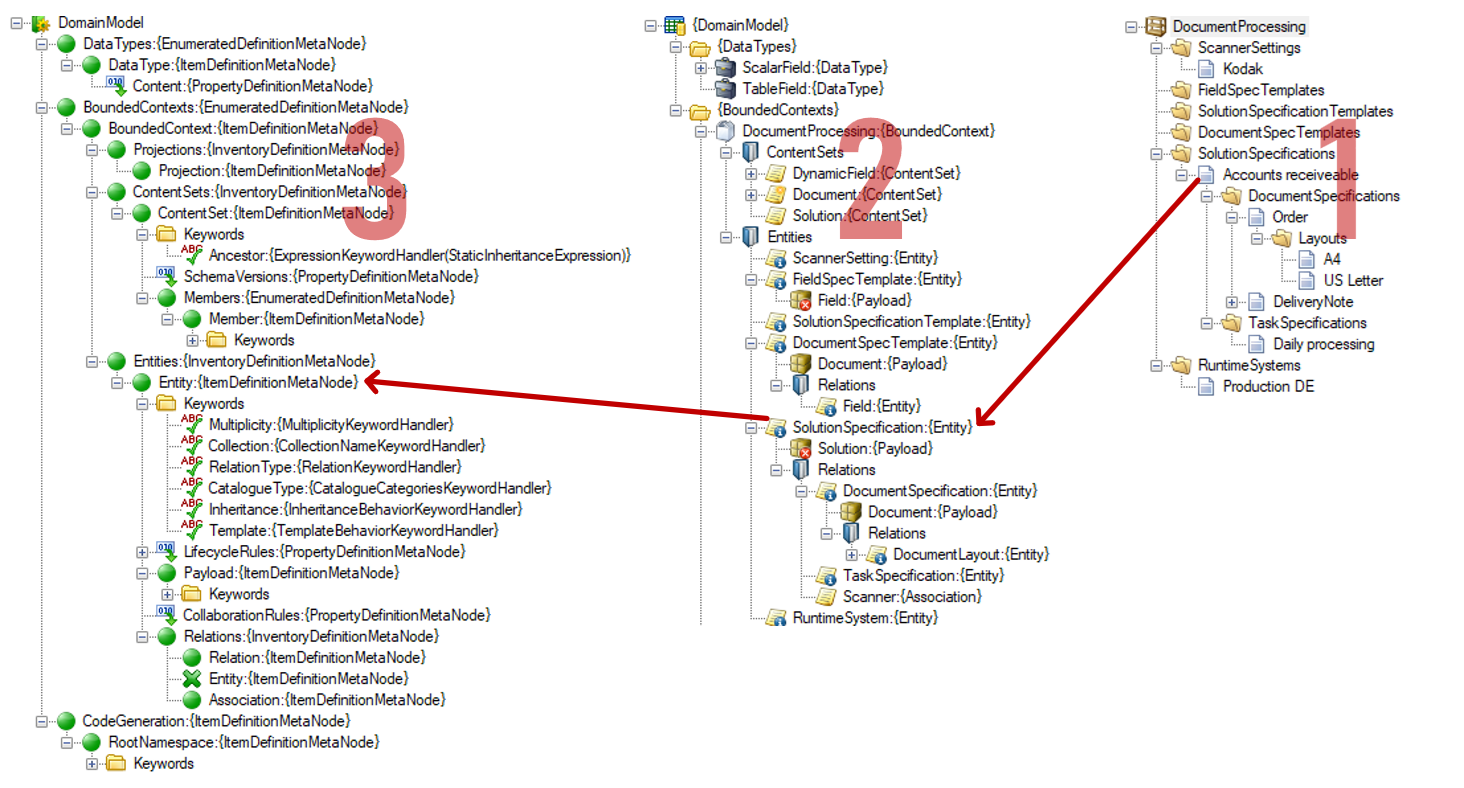 DomainModel
DataTypes:{EnumeratedDefinitionMetaNode}
DataType:{ItemDefinitionMetaNode}
Content:{PropertyDefinitionMetaNode}
BoundedContexts:{EnumeratedDefinitionMetaNode}
BoundedContext:{ItemDefinitionMetaNode}
Projections:{InventoryDefinitionMetaNode}
Projection:{ItemDefinitionMetaNode}
ContentSets:{InventoryDefinitionMetaNode}
ContentSet:{ItemDefinitionMetaNode}
Keywords
Ancestor:{ExpressionKeywordHandler(StaticInheritanceExpression)}
SchemaVersions:{PropertyDefinitionMetaNode}
Members:{EnumeratedDefinitionMetaNode}
Member:{ItemDefinitionMetaNode}
Keywords
Entities:{InventoryDefinitionMetaNode}
Entity:{ItemDefinitionMetaNode}
Keywords
ABC Multiplicity:{MultiplicityKeywordHandler}
ABC Collection:{CollectionNameKeywordHandler}
ABC RelationType:{RelationKeywordHandler}
ABC CatalogueType:{CatalogueCategoriesKeywordHandler}
ABC Inheritance:{InheritanceBehaviorKeywordHandler}
ABC Template:{TemplateBehaviorKeywordHandler}
LifecycleRules:{PropertyDefinitionMetaNode}
Payload:{ItemDefinitionMetaNode}
Keywords
CollaborationRules:{PropertyDefinitionMetaNode}
Relations:{InventoryDefinitionMetaNode}
Relation:{ItemDefinitionMetaNode}
Entity:{ItemDefinitionMetaNode}
Association:{ItemDefinitionMetaNode}
CodeGeneration:{ItemDefinitionMetaNode}
RootNamespace:{ItemDefinitionMetaNode}
Keywords
3
{DomainModel}
{DataTypes}
ScalarField:{DataType}
TableField:{DataType}
{BoundedContexts}
DocumentProcessing:{BoundedContext}
ContentSets
DynamicField:{ContentSet}
Document:{ContentSet}
Solution:{ContentSet}
Entities
ScannerSetting:{Entity}
FieldSpecTemplate:{Entity}
Field:{Payload}
SolutionSpecificationTemplate:{Entity}
DocumentSpecTemplate:{Entity}
Document:{Payload}
Relations
Field:{Entity}
SolutionSpecification:{Entity}
Solution:{Payload}
Relations
DocumentSpecification:{Entity}
Document:{Payload}
Relations
DocumentLayout:{Entity}
TaskSpecification:{Entity}
Scanner:{Association}
RuntimeSystem:{Entity}
2
DocumentProcessing
ScannerSettings
Kodak
FieldSpecTemplates
SolutionSpecificationTemplates
DocumentSpecTemplates
SolutionSpecifications
Accounts receiveable
DocumentSpecifications
Order
Layouts
A4
US Letter
DeliveryNote
TaskSpecifications
Daily processing
RuntimeSystems
Production DE
1